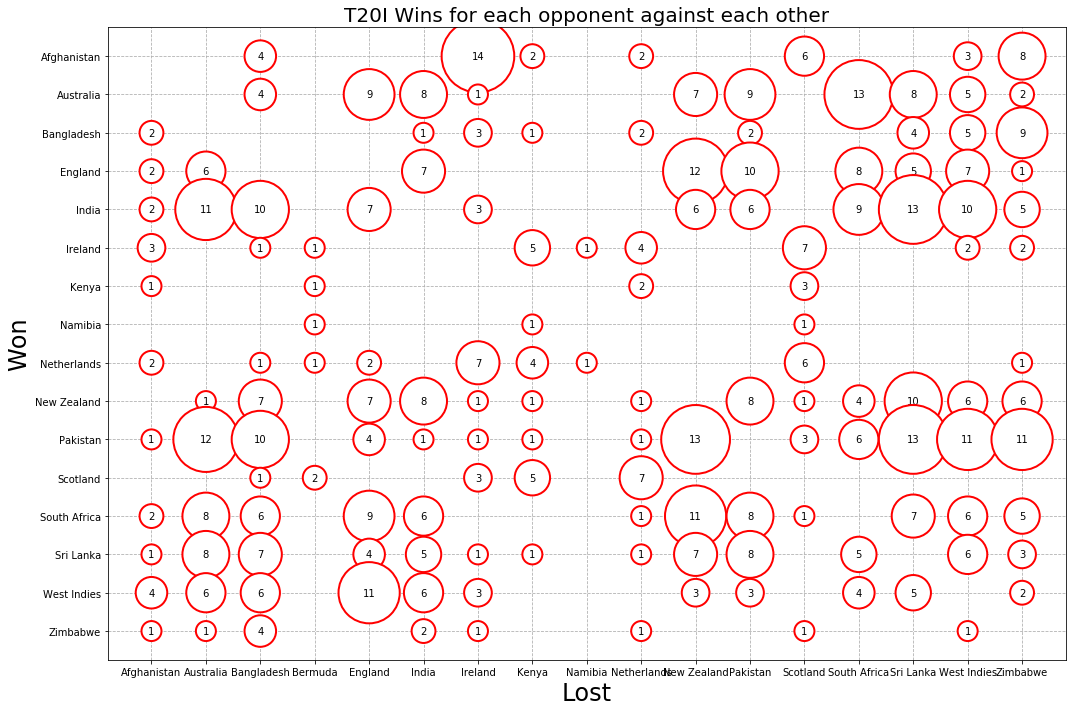 T20I Wins for each opponent against each other
Afghanistan 4 14 2 2 6 3 8
Australia 4 9 8 1 7 9 13 8 5 2
Bangladesh 2 1 3 1 2 2 4 5 9
England 2 6 7 12 10 8 5 7 1
India 2 11 10 7 3 6 6 9 13 10 5
Ireland 3 1 1 5 1 4 7 2 2
Kenya 1 1 2 3
Namibia 1 1 1
Netherlands 2 1 1 2 7 4 1 6 1
New Zealand 1 7 7 8 1 1 1 8 1 4 10 6 6
Pakistan 1 12 10 4 1 1 1 1 13 3 6 13 11 11
Scotland 1 2 3 5 7
South Africa 2 8 6 9 6 1 11 8 1 7 6 5
Sri Lanka 1 8 7 4 5 1 1 1 7 8 5 6 3
West Indies 4 6 6 11 6 3 3 3 4 5 2
Zimbabwe 1 1 4 2 1 1 1 1
Won
Afghanistan Australia Bangladesh Bermuda England India Ireland Kenya Namibia Netherlands New Zealand Pakistan Scotland South Africa Sri Lanka West Indies Zimbabwe
Lost